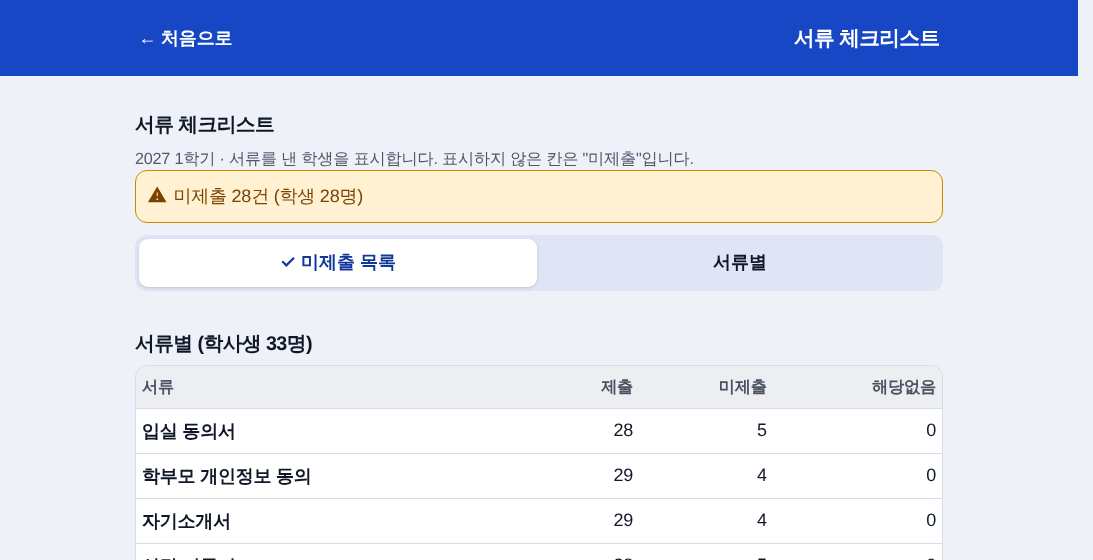 ← 처음으로
서류 체크리스트
서류 체크리스트
2027 1학기 · 서류를 낸 학생을 표시합니다. 표시하지 않은 칸은 "미제출"입니다.
미제출 28건 (학생 28명)
✓ 미제출 목록
서류별
서류별 (학사생 33명)
서류 제출 미제출 해당없음
입실 동의서 28 5 0
학부모 개인정보 동의 29 4 0
자기소개서 29 4 0